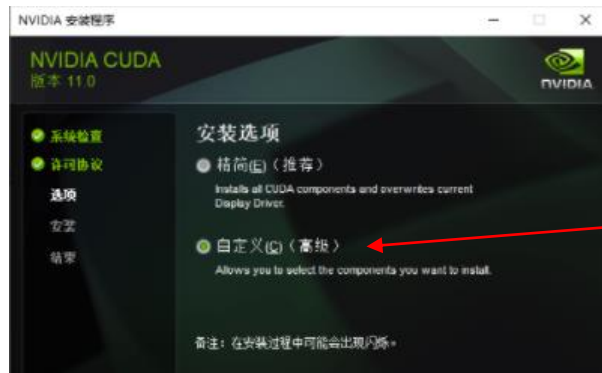 NVIDIA 安装程序
NVIDIA CUDA
版本 11.0
NVIDIA
系统检查
许可协议
选项
安装
结束
安装选项
精简(E)（推荐）
Installs all CUDA components and overwrites current
Display Driver.
自定义(C)（高级）
Allows you to select the components you want to install.
备注：在安装过程中可能会出现闪烁。